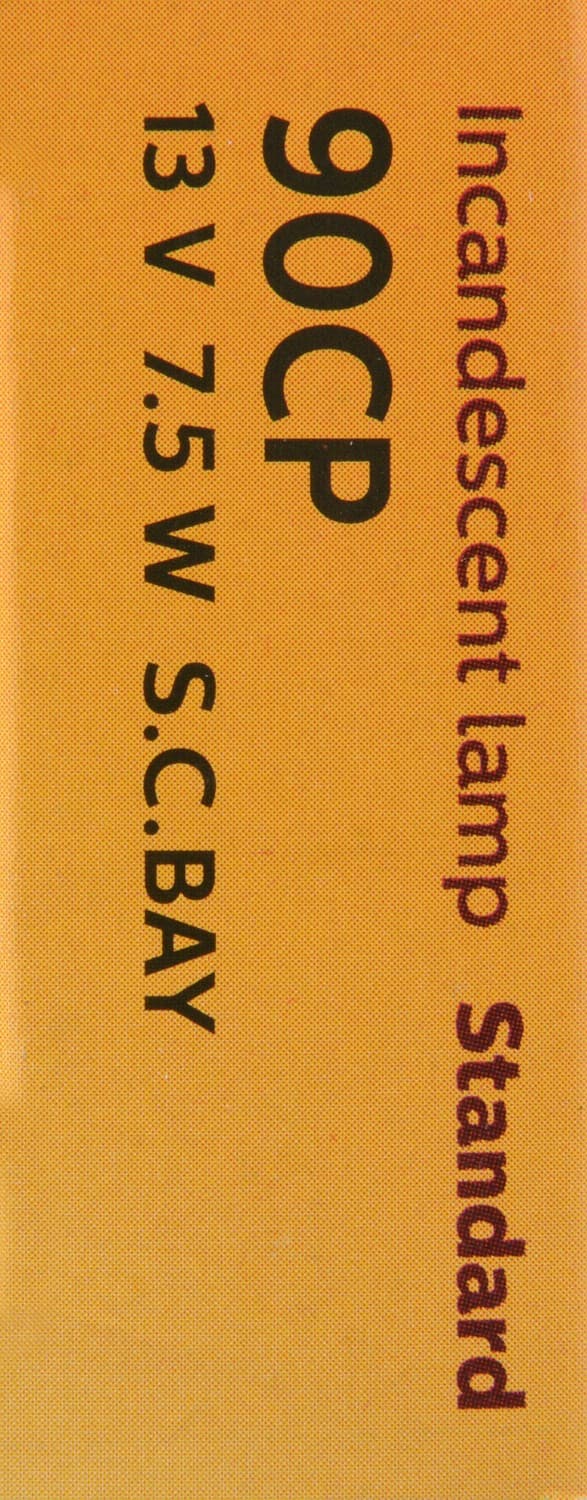 Incandescent lamp Standard
90CP
13 V 7.5 W S.C.BAY